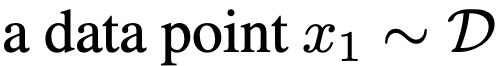 a data point x₁ ∼ 𝒟